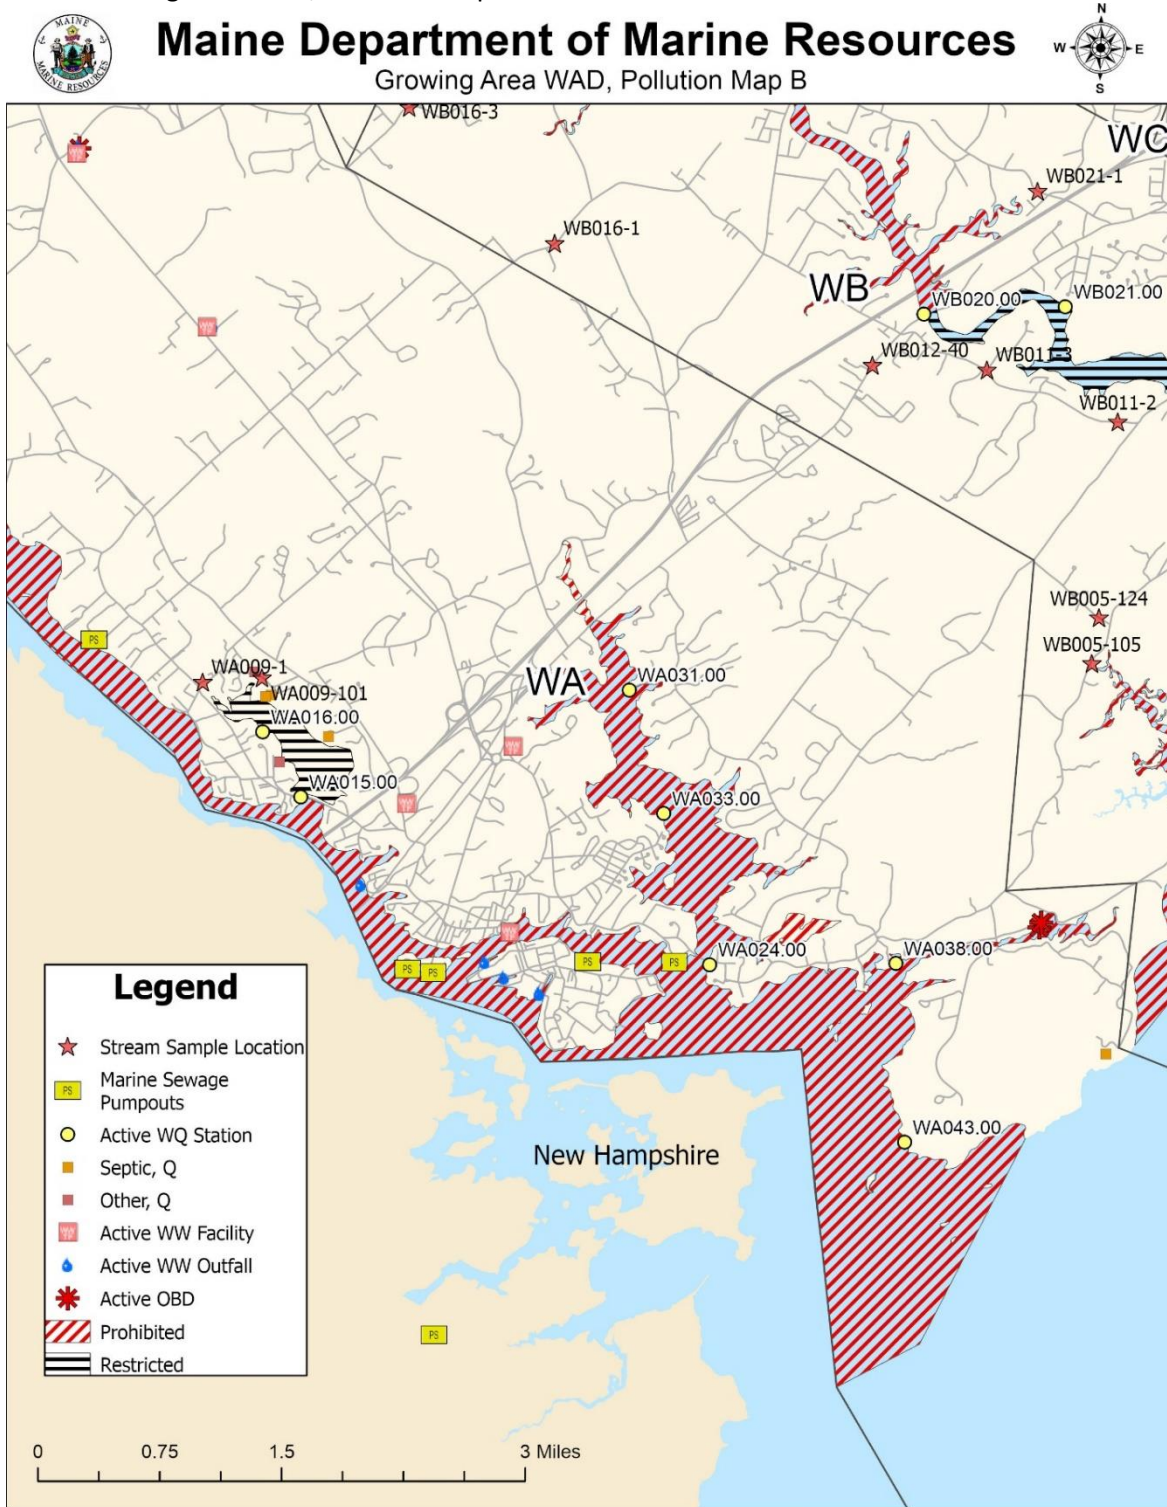 Maine Department of Marine Resources
Growing Area WAD, Pollution Map B
MAINE
MARINE RESOURCES
N
W
E
S
WB016-3
WC
WB021-1
WB016-1
WB
WB020.00
WB021.00
WB012-40
WB011-3
WB011-2
WB005-124
WB005-105
PS
WA009-1
WA009-101
WA
WA031.00
WA016.00
WA015.00
WA033.00
WA024.00
WA038.00
PS
PS
PS
PS
Legend
Stream Sample Location
PS
Marine Sewage
Pumpouts
Active WQ Station
Septic, Q
Other, Q
Active WW Facility
Active WW Outfall
Active OBD
Prohibited
Restricted
WA043.00
New Hampshire
PS
0
0.75
1.5
3 Miles